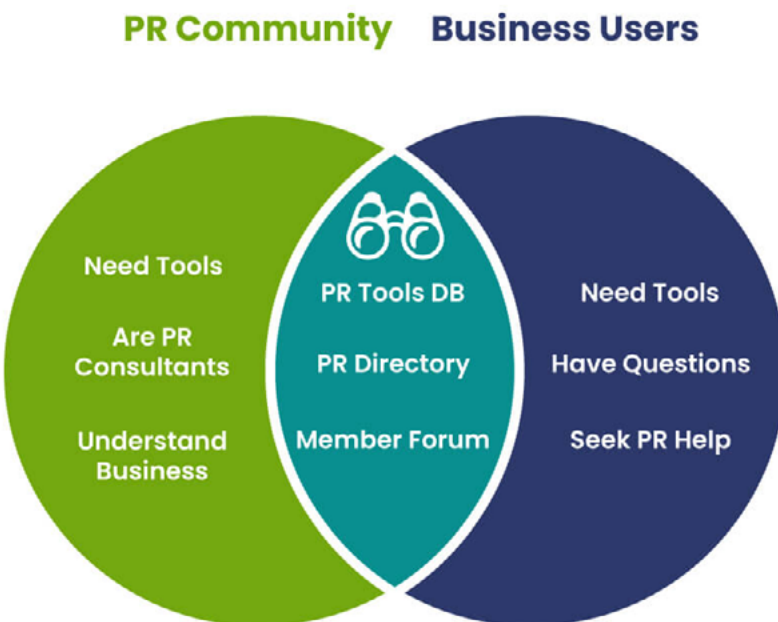 PR Community Business Users
Need Tools
Are PR
Consultants
Understand
Business
PR Tools DB
PR Directory
Member Forum
Need Tools
Have Questions
Seek PR Help